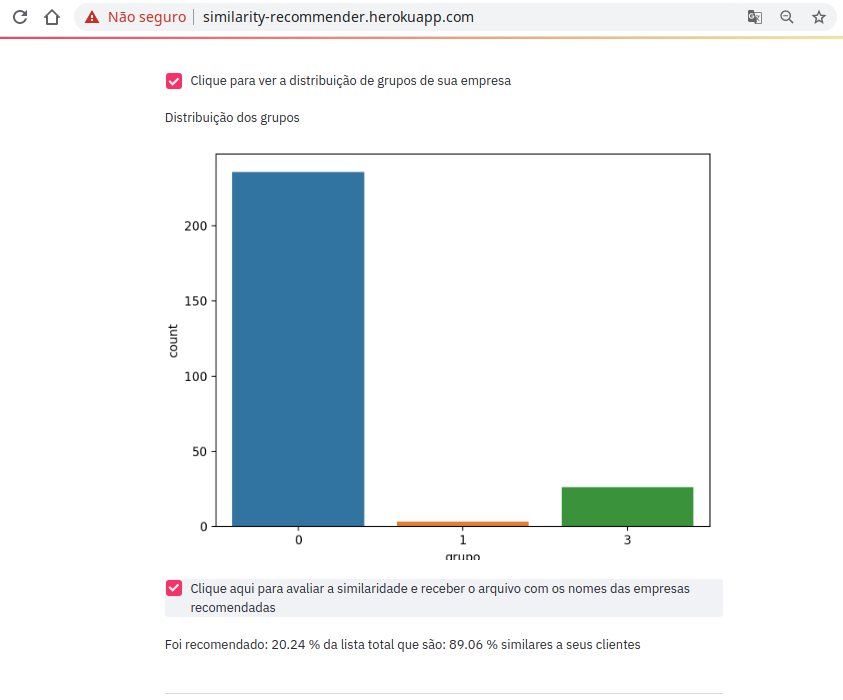 Não seguro similarity-recommender.herokuapp.com
Clique para ver a distribuição de grupos de sua empresa
Distribuição dos grupos
200
150
100
50
0
count
0 1 3
grupo
Clique aqui para avaliar a similaridade e receber o arquivo com os nomes das empresas
recomendadas
Foi recomendado: 20.24 % da lista total que são: 89.06 % similares a seus clientes